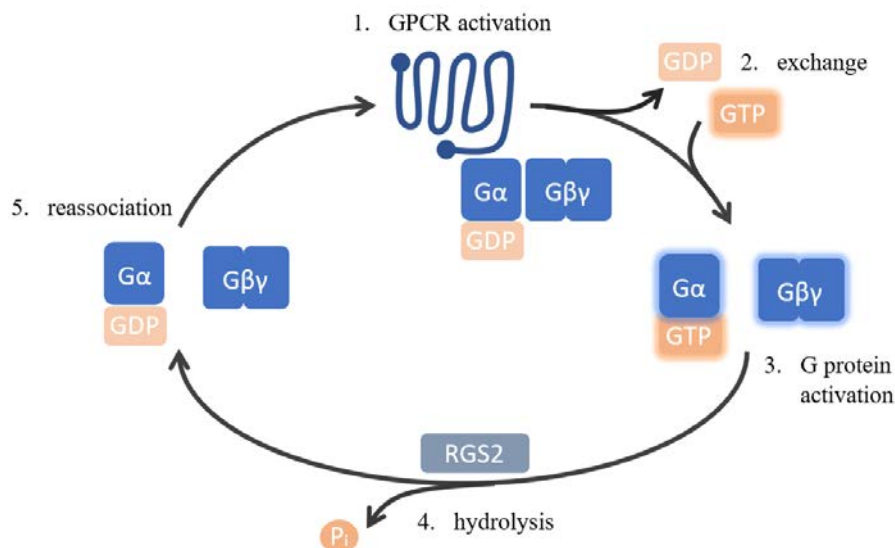 1. GPCR activation
GDP
2. exchange
GTP
Gα
Gβγ
GDP
Gα
Gβγ
GTP
3. G protein
activation
RGS2
4. hydrolysis
Pi
5. reassociation
Gα
Gβγ
GDP